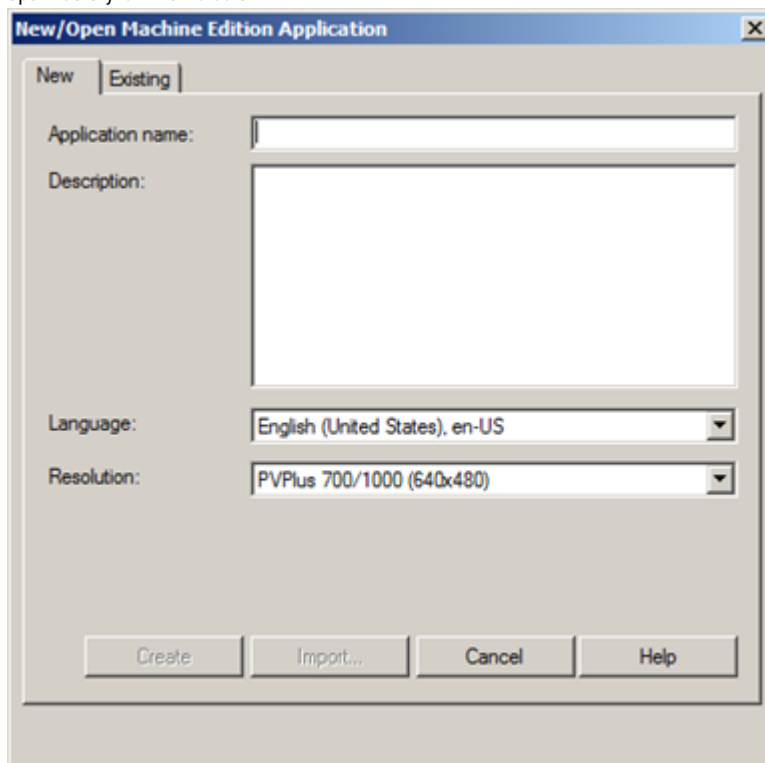 New/Open Machine Edition Application
New
Existing
Application name:
Description:
Language:
English (United States), en-US
Resolution:
PVPlus 700/1000 (640x480)
Create
Import...
Cancel
Help